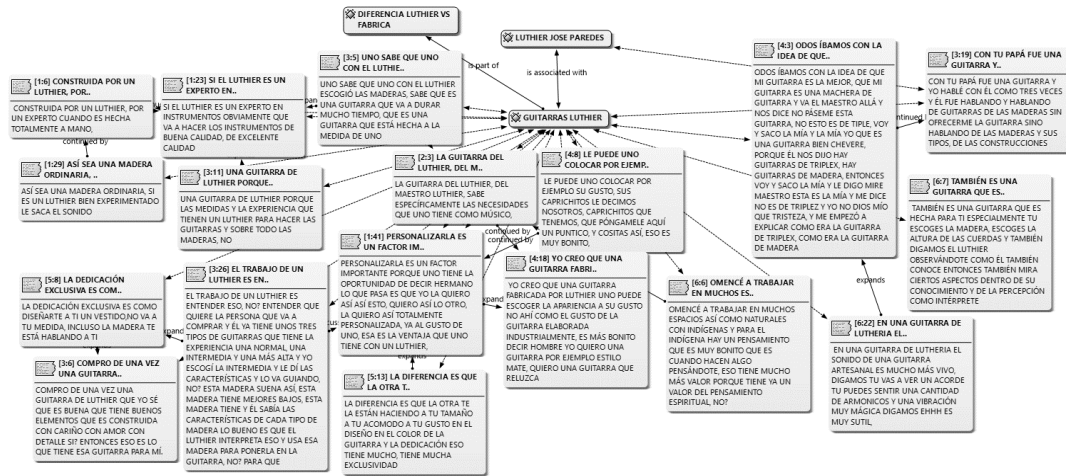 DIFERENCIA LUTHIER VS
FABRICA
LUTHIER JOSE PAREDES
is part of
is associated with
GUITARRAS LUTHIER
[1:6] CONSTRUIDA POR UN
LUTHIER, POR..
CONSTRUIDA POR UN LUTHIER, POR
UN EXPERTO CUANDO ES HECHA
TOTALMENTE A MANO,
continued by
[1:23] SI EL LUTHIER ES UN
EXPERTO EN..
SI EL LUTHIER ES UN EXPERTO EN
INSTRUMENTOS OBVIAMENTE QUE
VA A HACER LOS INSTRUMENTOS DE
BUENA CALIDAD, DE EXCELENTE
CALIDAD
[3:5] UNO SABE QUE UNO
CON EL LUTHIE..
UNO SABE QUE UNO CON EL LUTHIER
ESCOGIÓ LAS MADERAS, SABE QUE ES
UNA GUITARRA QUE VA A DURAR
MUCHO TIEMPO, QUE ES UNA
GUITARRA QUE ESTÁ HECHA A LA
MEDIDA DE UNO
[4:3] ODOS ÍBAMOS CON LA
IDEA DE QUE..
ODOS ÍBAMOS CON LA IDEA DE QUE
MI GUITARRA ES LA MEJOR, QUE MI
GUITARRA ES UNA MACHERA DE
GUITARRA Y VA EL MAESTRO ALLÁ Y
NOS DICE NO PÁSEME ESTA
GUITARRA, NO ESTO ES DE TIPLE, VOY
Y SACO LA MÍA Y LA MÍA YO QUE ES
UNA GUITARRA BIEN CHEVERE,
PORQUE ÉL NOS DIJO HAY
GUITARRAS DE TRIPLEX, HAY
GUITARRAS DE MADERA, ENTONCES
VOY Y SACO LA MÍA Y LE DIGO MIRE
MAESTRO ESTA ES LA MÍA Y ME DICE
NO ES DE TRIPLEZ Y YO NO DIOS MÍO
QUE TRISTEZA, Y ME EMPEZÓ A
EXPLICAR COMO ERA LA GUITARRA
DE TRIPLEX, COMO ERA LA GUITARRA
DE MADERA
[3:19] CON TU PAPÁ FUE UNA
GUITARRA Y..
CON TU PAPÁ FUE UNA GUITARRA Y
YO HABLÉ CON ÉL COMO TRES VECES
Y ÉL FUE HABLANDO Y HABLANDO
DE GUITARRAS DE LAS MADERAS SIN
OFRECERME LA GUITARRA SINO
HABLANDO DE LAS MADERAS Y SUS
TIPOS, DE LAS CONSTRUCCIONES
[1:29] ASÍ SEA UNA MADERA
ORDINARIA, ..
ASÍ SEA UNA MADERA ORDINARIA, SI
ES UN LUTHIER BIEN EXPERIMENTADO
LE SACA EL SONIDO
[3:11] UNA GUITARRA DE
LUTHIER PORQUE..
UNA GUITARRA DE LUTHIER PORQUE
LAS MEDIDAS Y LA EXPERIENCIA QUE
TIENEN UN LUTHIER PARA HACER LAS
GUITARRAS Y SOBRE TODO LAS
MADERAS, NO
[2:3] LA GUITARRA DEL
LUTHIER, DEL M..
LA GUITARRA DEL LUTHIER, DEL
MAESTRO LUTHIER, SABE
ESPECÍFICAMENTE LAS NECESIDADES
QUE UNO TIENE COMO MÚSICO,
[4:8] LE PUEDE UNO
COLOCAR POR EJEMP..
LE PUEDE UNO COLOCAR POR
EJEMPLO SU GUSTO, SUS
CAPRICHITOS LE DECIMOS
NOSOTROS, CAPRICHITOS QUE
TENEMOS, QUE PÓNGAMELE AQUÍ
UN PUNTICO, Y COSITAS ASÍ, ESO ES
MUY BONITO,
continued by
continued by
[6:7] TAMBIÉN ES UNA
GUITARRA QUE ES..
TAMBIÉN ES UNA GUITARRA QUE ES
HECHA PARA TI ESPECIALMENTE TU
ESCOGES LA MADERA, ESCOGES LA
ALTURA DE LAS CUERDAS Y TAMBIÉN
DIGAMOS EL LUTHIER
OBSERVÁNDOTE COMO ÉL TAMBIÉN
CONOCE ENTONCES TAMBIÉN MIRA
CIERTOS ASPECTOS DENTRO DE SU
CONOCIMIENTO Y DE LA PERCEPCIÓN
COMO INTÉRPRETE
[1:41] PERSONALIZARLA ES
UN FACTOR IM..
PERSONALIZARLA ES UN FACTOR
IMPORTANTE PORQUE UNO TIENE LA
OPORTUNIDAD DE DECIR HERMANO
LO QUE PASA ES QUE YO LA QUIERO
ASÍ ASÍ ESTO, QUIERO ASÍ LO OTRO,
LA QUIERO ASÍ TOTALMENTE
PERSONALIZADA, YA AL GUSTO DE
UNO, ESA ES LA VENTAJA QUE UNO
TIENE CON UN LUTHIER,
[4:18] YO CREO QUE UNA
GUITARRA FABRI..
YO CREO QUE UNA GUITARRA
FABRICADA POR LUTHIER UNO PUEDE
ESCOGER LA APARIENCIA A SU GUSTO
NO AHÍ COMO EL GUSTO DE LA
GUITARRA ELABORADA
INDUSTRIALMENTE, ES MÁS BONITO
DECIR HOMBRE YO QUIERO UNA
GUITARRA POR EJEMPLO ESTILO
MATE, QUIERO UNA GUITARRA QUE
RELUZCA
[5:8] LA DEDICACIÓN
EXCLUSIVA ES COM..
LA DEDICACIÓN EXCLUSIVA ES COMO
DISEÑARTE A TI UN VESTIDO,NO VA A
TU MEDIDA, INCLUSO LA MADERA TE
ESTÁ HABLANDO A TI
[3:26] EL TRABAJO DE UN
LUTHIER ES EN..
EL TRABAJO DE UN LUTHIER ES
ENTENDER ESO, NO? ENTENDER QUE
QUIERE LA PERSONA QUE VA A
COMPRAR Y ÉL YA TIENE UNOS TRES
TIPOS DE GUITARRAS QUE TIENE LA
EXPERIENCIA UNA NORMAL, UNA
INTERMEDIA Y UNA MÁS ALTA Y YO
ESCOGÍ LA INTERMEDIA Y LE DÍ LAS
CARACTERÍSTICAS Y LO VA GUIANDO,
NO? ESTA MADERA SUENA ASÍ, ESTA
MADERA TIENE MEJORES BAJOS, ESTA
MADERA TIENE Y ÉL SABÍA LAS
CARACTERÍSTICAS DE CADA TIPO DE
MADERA LO BUENO ES QUE EL
LUTHIER INTERPRETA ESO Y USA ESA
MADERA PARA PONERLA EN LA
GUITARRA, NO? PARA QUE
[6:6] OMENCÉ A TRABAJAR
EN MUCHOS ES..
OMENCÉ A TRABAJAR EN MUCHOS
ESPACIOS ASÍ COMO NATURALES
CON INDÍGENAS Y PARA EL
INDÍGENA HAY UN PENSAMIENTO
QUE ES MUY BONITO QUE ES
CUANDO HACEN ALGO
PENSÁNDOTE, ESO TIENE MUCHO
MÁS VALOR PORQUE TIENE YA UN
VALOR DEL PENSAMIENTO
ESPIRITUAL, NO?
expands
[6:22] EN UNA GUITARRA DE
LUTHERIA EL..
EN UNA GUITARRA DE LUTHERIA EL
SONIDO DE UNA GUITARRA
ARTESANAL ES MUCHO MÁS VIVO,
DIGAMOS TU VAS A VER UN ACORDE
TU PUEDES SENTIR UNA CANTIDAD
DE ARMONICOS Y UNA VIBRACIÓN
MUY MÁGICA DIGAMOS EHHH ES
MUY SUTIL,
[3:6] COMPRO DE UNA VEZ
UNA GUITARRA..
COMPRO DE UNA VEZ UNA
GUITARRA DE LUTHIER QUE YO SÉ
QUE ES BUENA QUE TIENE BUENOS
ELEMENTOS QUE ES CONSTRUIDA
CON CARIÑO CON AMOR CON
DETALLE SI? ENTONCES ESO ES LO
QUE TIENE ESA GUITARRA PARA MÍ.
[5:13] LA DIFERENCIA ES QUE
LA OTRA T..
LA DIFERENCIA ES QUE LA OTRA TE
LA ESTÁN HACIENDO A TU TAMAÑO
A TU ACOMODO A TU GUSTO EN EL
DISEÑO EN EL COLOR DE LA
GUITARRA Y LA DEDICACIÓN ESO
TIENE MUCHO, TIENE MUCHA
EXCLUSIVIDAD